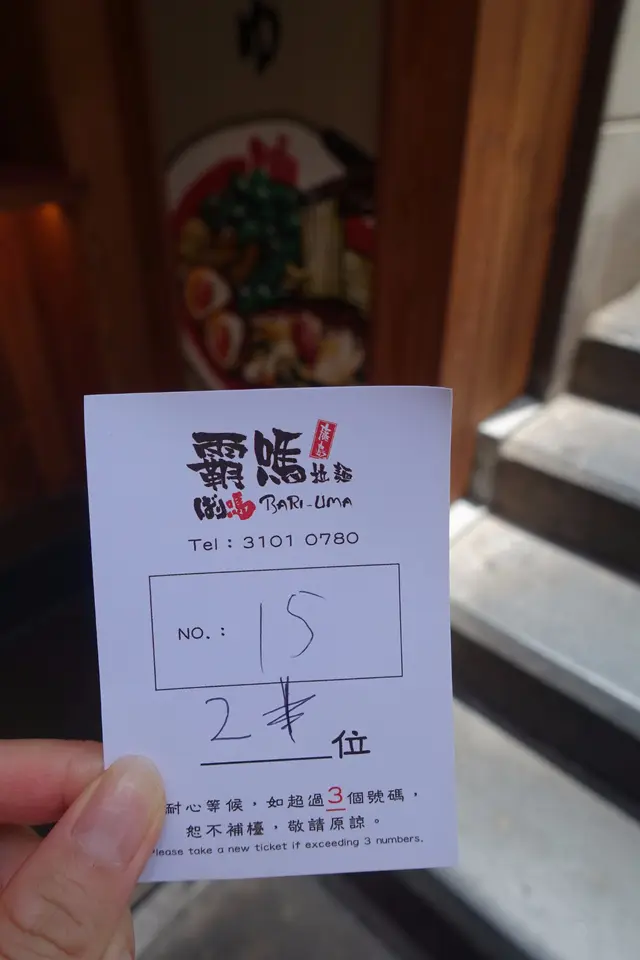 ゆ
霸嗎拉麵 廣島
ばり嗎 BARI-UMA
Tel : 3101 0780
NO. : 15
2 位
耐心等候，如超過3個號碼，
恕不補檯，敬請原諒。
Please take a new ticket if exceeding 3 numbers.